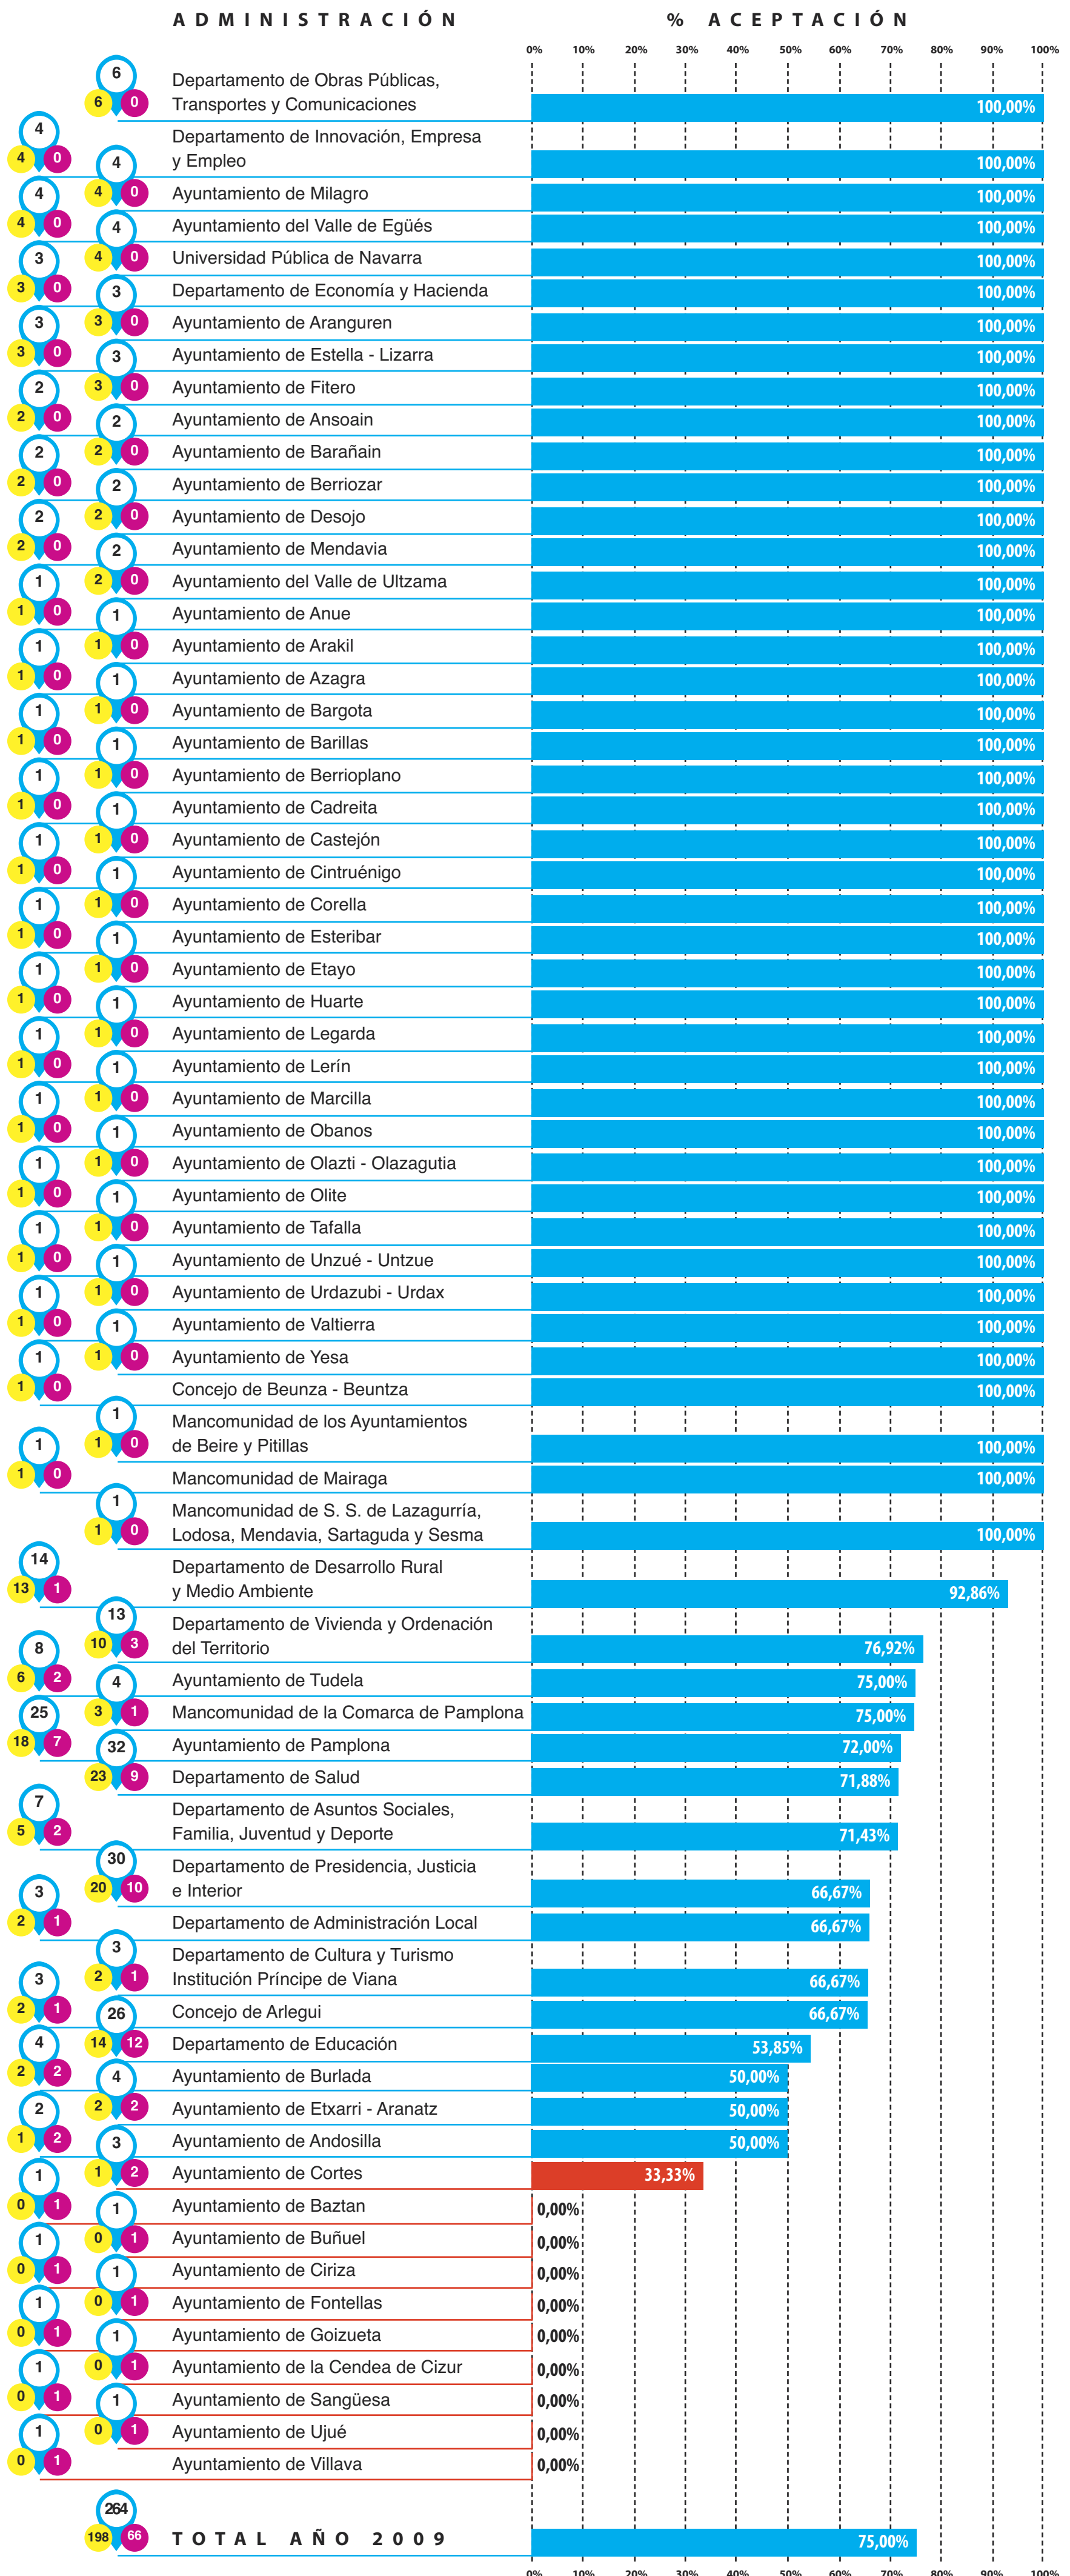 ADMINISTRACIÓN % ACEPTACIÓN
0% 10% 20% 30% 40% 50% 60% 70% 80% 90% 100%
6
Departamento de Obras Públicas,
6 0 Transportes y Comunicaciones 100,00%
4
Departamento de Innovación, Empresa
4 0 y Empleo 100,00%
4
4 0 Ayuntamiento de Milagro 100,00%
4
4 0 Ayuntamiento del Valle de Egüés 100,00%
4
4 0 Universidad Pública de Navarra 100,00%
3
3 0 Departamento de Economía y Hacienda 100,00%
3
3 0 Ayuntamiento de Aranguren 100,00%
3
3 0 Ayuntamiento de Estella - Lizarra 100,00%
3
3 0 Ayuntamiento de Fitero 100,00%
2
2 0 Ayuntamiento de Ansoain 100,00%
2
2 0 Ayuntamiento de Barañain 100,00%
2
2 0 Ayuntamiento de Berriozar 100,00%
2
2 0 Ayuntamiento de Desojo 100,00%
2
2 0 Ayuntamiento de Mendavia 100,00%
2
2 0 Ayuntamiento del Valle de Ultzama 100,00%
1
1 0 Ayuntamiento de Anue 100,00%
1
1 0 Ayuntamiento de Arakil 100,00%
1
1 0 Ayuntamiento de Azagra 100,00%
1
1 0 Ayuntamiento de Bargota 100,00%
1
1 0 Ayuntamiento de Barillas 100,00%
1
1 0 Ayuntamiento de Berrioplano 100,00%
1
1 0 Ayuntamiento de Cadreita 100,00%
1
1 0 Ayuntamiento de Castejón 100,00%
1
1 0 Ayuntamiento de Cintruénigo 100,00%
1
1 0 Ayuntamiento de Corella 100,00%
1
1 0 Ayuntamiento de Esteribar 100,00%
1
1 0 Ayuntamiento de Etayo 100,00%
1
1 0 Ayuntamiento de Huarte 100,00%
1
1 0 Ayuntamiento de Legarda 100,00%
1
1 0 Ayuntamiento de Lerín 100,00%
1
1 0 Ayuntamiento de Marcilla 100,00%
1
1 0 Ayuntamiento de Obanos 100,00%
1
1 0 Ayuntamiento de Olazti - Olazagutia 100,00%
1
1 0 Ayuntamiento de Olite 100,00%
1
1 0 Ayuntamiento de Tafalla 100,00%
1
1 0 Ayuntamiento de Unzué - Untzue 100,00%
1
1 0 Ayuntamiento de Urdazubi - Urdax 100,00%
1
1 0 Ayuntamiento de Valtierra 100,00%
1
1 0 Ayuntamiento de Yesa 100,00%
1
1 0 Concejo de Beunza - Beuntza 100,00%
1
Mancomunidad de los Ayuntamientos
1 0 de Beire y Pitillas 100,00%
1
1 0 Mancomunidad de Mairaga 100,00%
1
Mancomunidad de S. S. de Lazagurría,
1 0 Lodosa, Mendavia, Sartaguda y Sesma 100,00%
14
Departamento de Desarrollo Rural
13 1 y Medio Ambiente 92,86%
13
Departamento de Vivienda y Ordenación
10 3 del Territorio 76,92%
8
6 2 Ayuntamiento de Tudela 75,00%
4
3 1 Mancomunidad de la Comarca de Pamplona 75,00%
25
18 7 Ayuntamiento de Pamplona 72,00%
32
23 9 Departamento de Salud 71,88%
7
Departamento de Asuntos Sociales,
5 2 Familia, Juventud y Deporte 71,43%
30
Departamento de Presidencia, Justicia
20 10 e Interior 66,67%
3
2 1 Departamento de Administración Local 66,67%
3
Departamento de Cultura y Turismo
2 1 Institución Príncipe de Viana 66,67%
3
2 1 Concejo de Arlegui 66,67%
26
14 12 Departamento de Educación 53,85%
4
2 2 Ayuntamiento de Burlada 50,00%
4
2 2 Ayuntamiento de Etxarri - Aranatz 50,00%
2
1 2 Ayuntamiento de Andosilla 50,00%
3
1 2 Ayuntamiento de Cortes 33,33%
1
0 1 Ayuntamiento de Baztan 0,00%
1
0 1 Ayuntamiento de Buñuel 0,00%
1
0 1 Ayuntamiento de Ciriza 0,00%
1
0 1 Ayuntamiento de Fontellas 0,00%
1
0 1 Ayuntamiento de Goizueta 0,00%
1
0 1 Ayuntamiento de la Cendea de Cizur 0,00%
1
0 1 Ayuntamiento de Sangüesa 0,00%
1
0 1 Ayuntamiento de Ujué 0,00%
1
0 1 Ayuntamiento de Villava 0,00%
264
198 66 TOTAL AÑO 2009 75,00%
0% 10% 20% 30% 40% 50% 60% 70% 80% 90% 100%